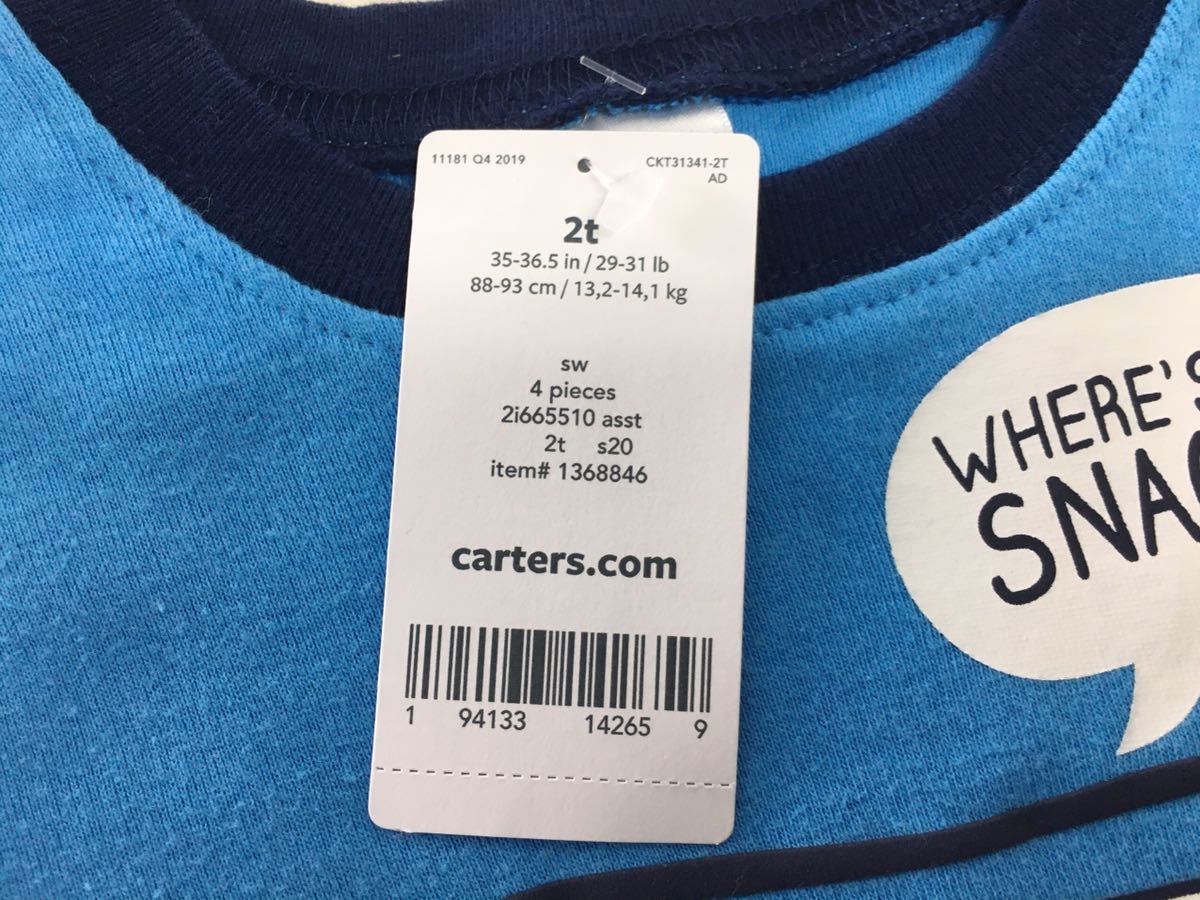 11181 Q4 2019
CKT31341-2T
AD
2t
35-36.5 in / 29-31 lb
88-93 cm / 13,2-14,1 kg
sw
4 pieces
2i665510 asst
2t s20
item# 1368846
carters.com
1 94133 14265 9
WHERE'S